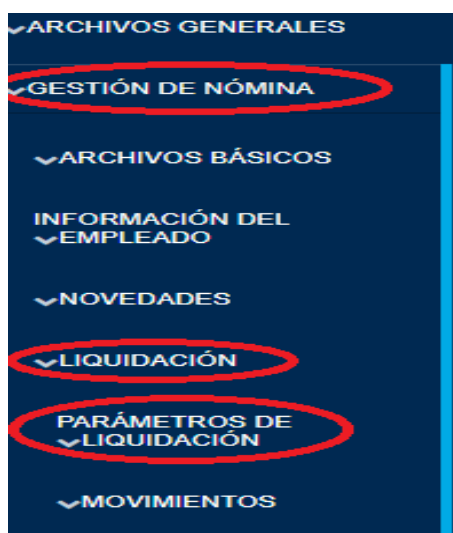 ARCHIVOS GENERALES
GESTIÓN DE NÓMINA
ARCHIVOS BÁSICOS
INFORMACIÓN DEL
EMPLEADO
NOVEDADES
LIQUIDACIÓN
PARÁMETROS DE
LIQUIDACIÓN
MOVIMIENTOS